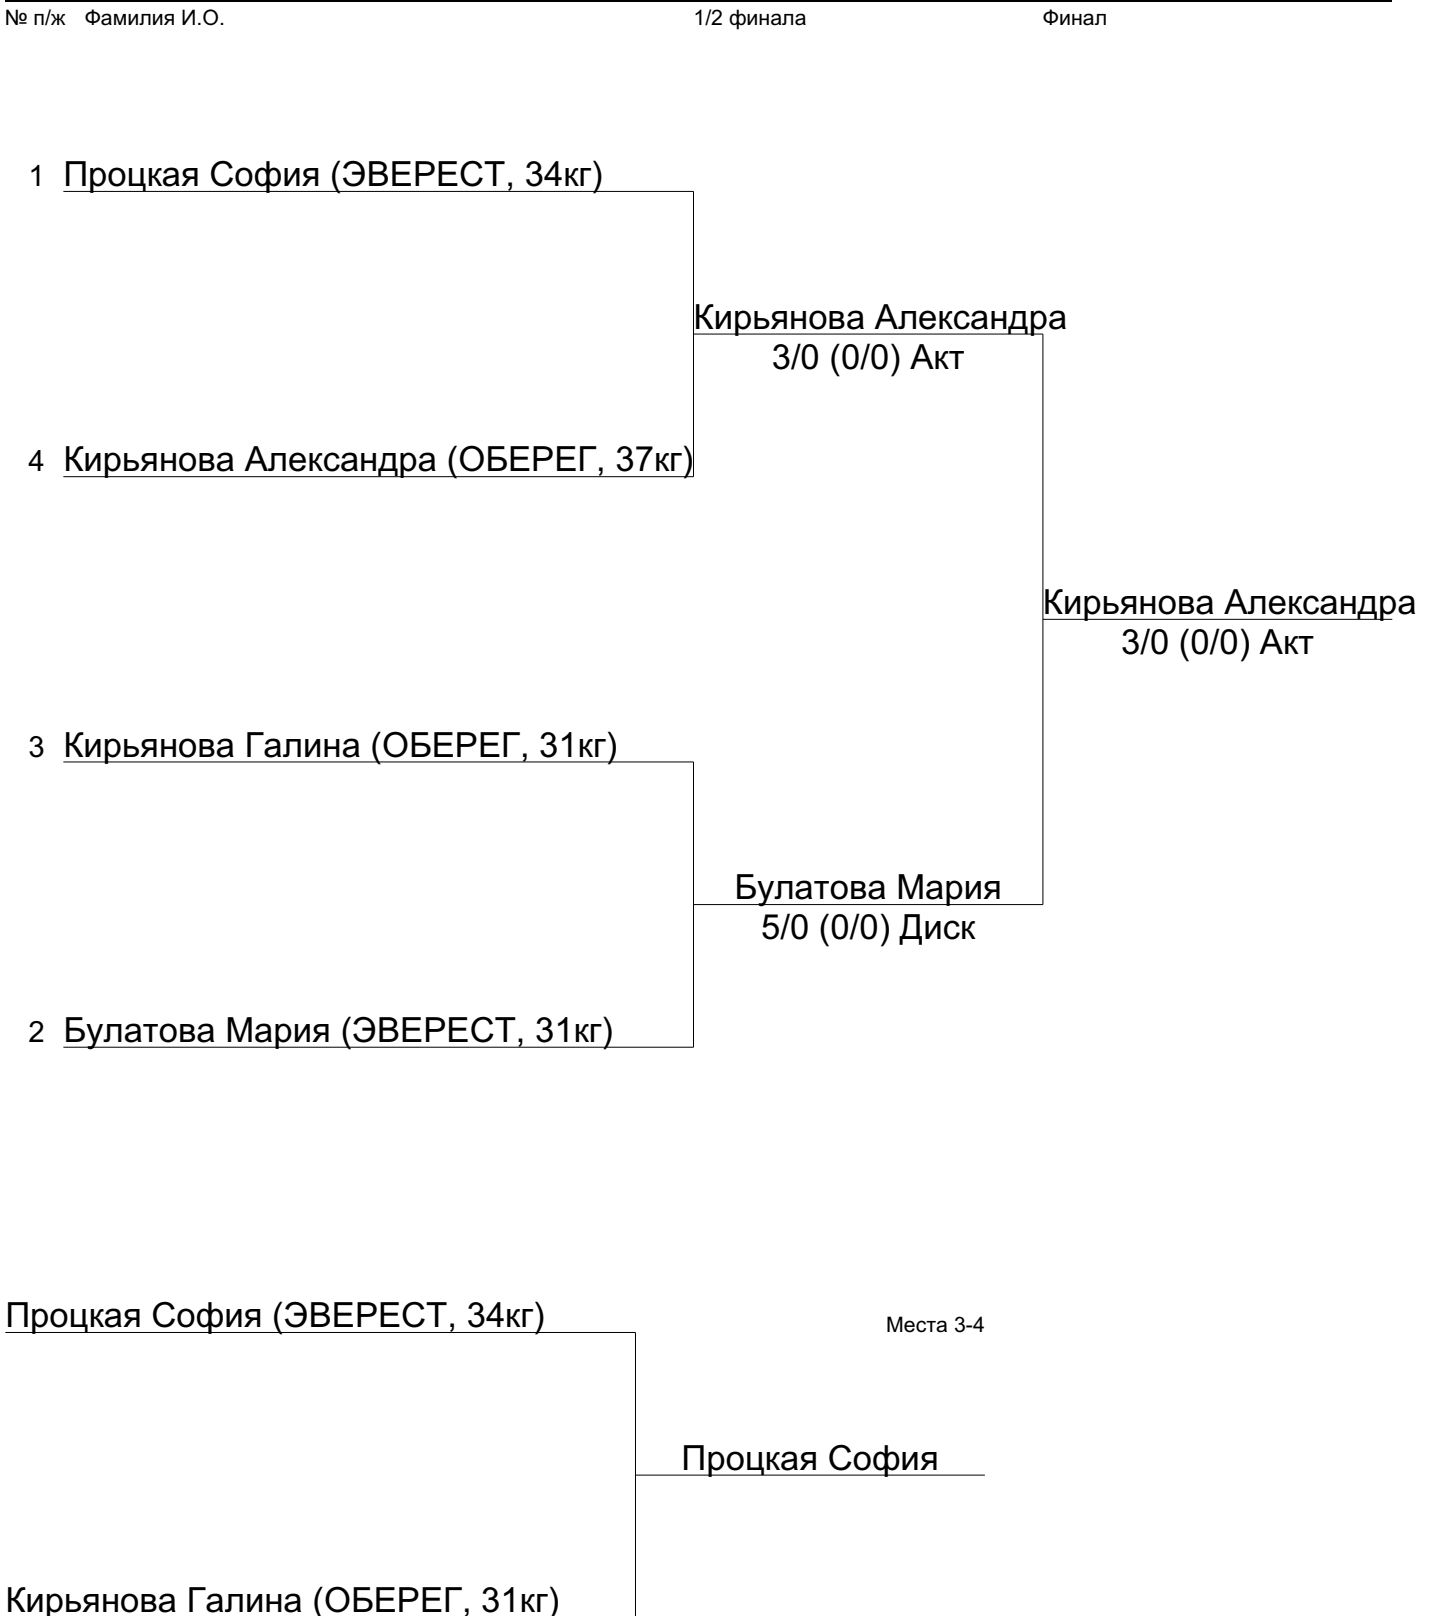 № п/ж Фамилия И.О. 1/2 финала Финал
1 Процкая София (ЭВЕРЕСТ, 34кг)
Кирьянова Александра
3/0 (0/0) Акт
4 Кирьянова Александра (ОБЕРЕГ, 37кг)
Кирьянова Александра
3/0 (0/0) Акт
3 Кирьянова Галина (ОБЕРЕГ, 31кг)
Булатова Мария
5/0 (0/0) Диск
2 Булатова Мария (ЭВЕРЕСТ, 31кг)
Процкая София (ЭВЕРЕСТ, 34кг) Места 3-4
Процкая София
Кирьянова Галина (ОБЕРЕГ, 31кг)